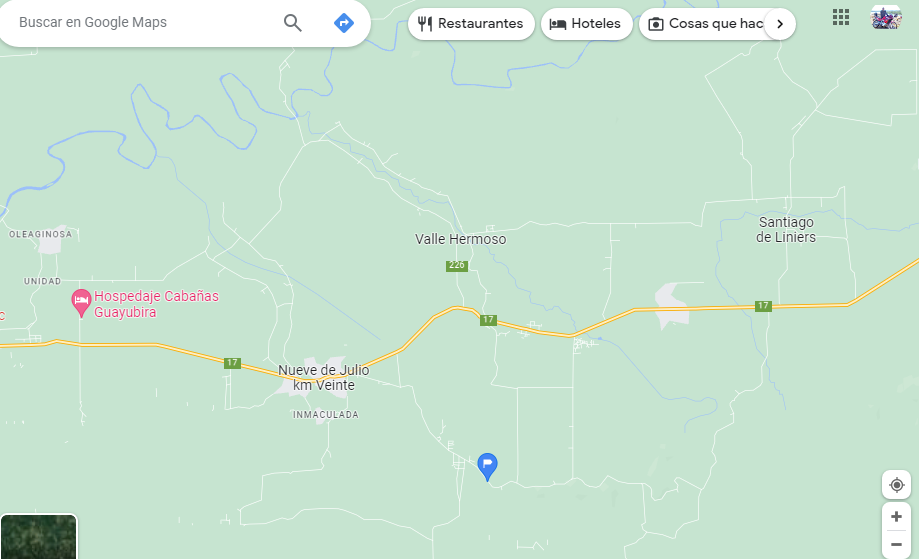 Buscar en Google Maps
Restaurantes
Hoteles
Cosas que hac
Santiago
de Liniers
OLEAGINOSA
Valle Hermoso
226
UNIDAD
Hospedaje Cabañas
Guayubira
C
17
17
17
Nueve de Julio
km Veinte
INMACULADA